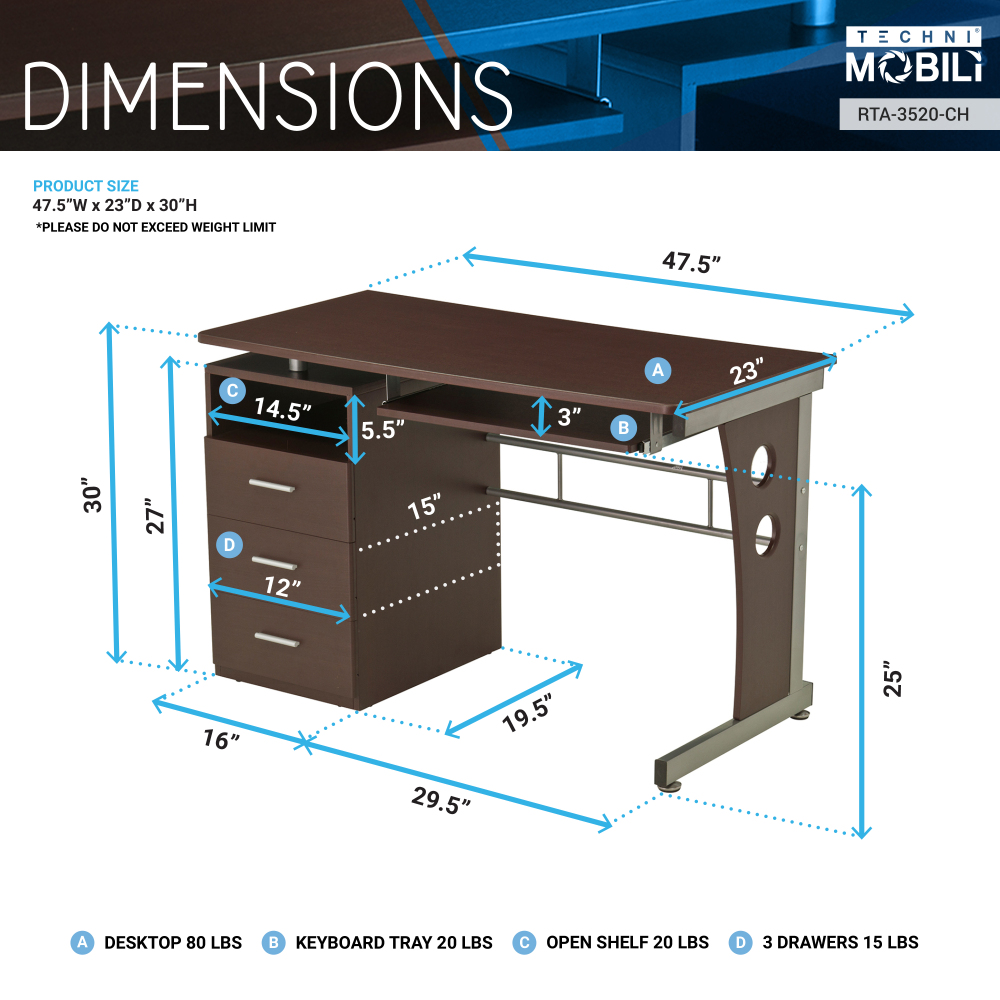 DIMENSIONS
TECHNI®
MOBILI
RTA-3520-CH
PRODUCT SIZE
47.5”W x 23”D x 30”H
*PLEASE DO NOT EXCEED WEIGHT LIMIT
47.5”
A
23”
C
14.5”
5.5”
3”
B
30”
27”
15”
D
12”
25”
19.5”
16”
29.5”
A DESKTOP 80 LBS B KEYBOARD TRAY 20 LBS C OPEN SHELF 20 LBS D 3 DRAWERS 15 LBS